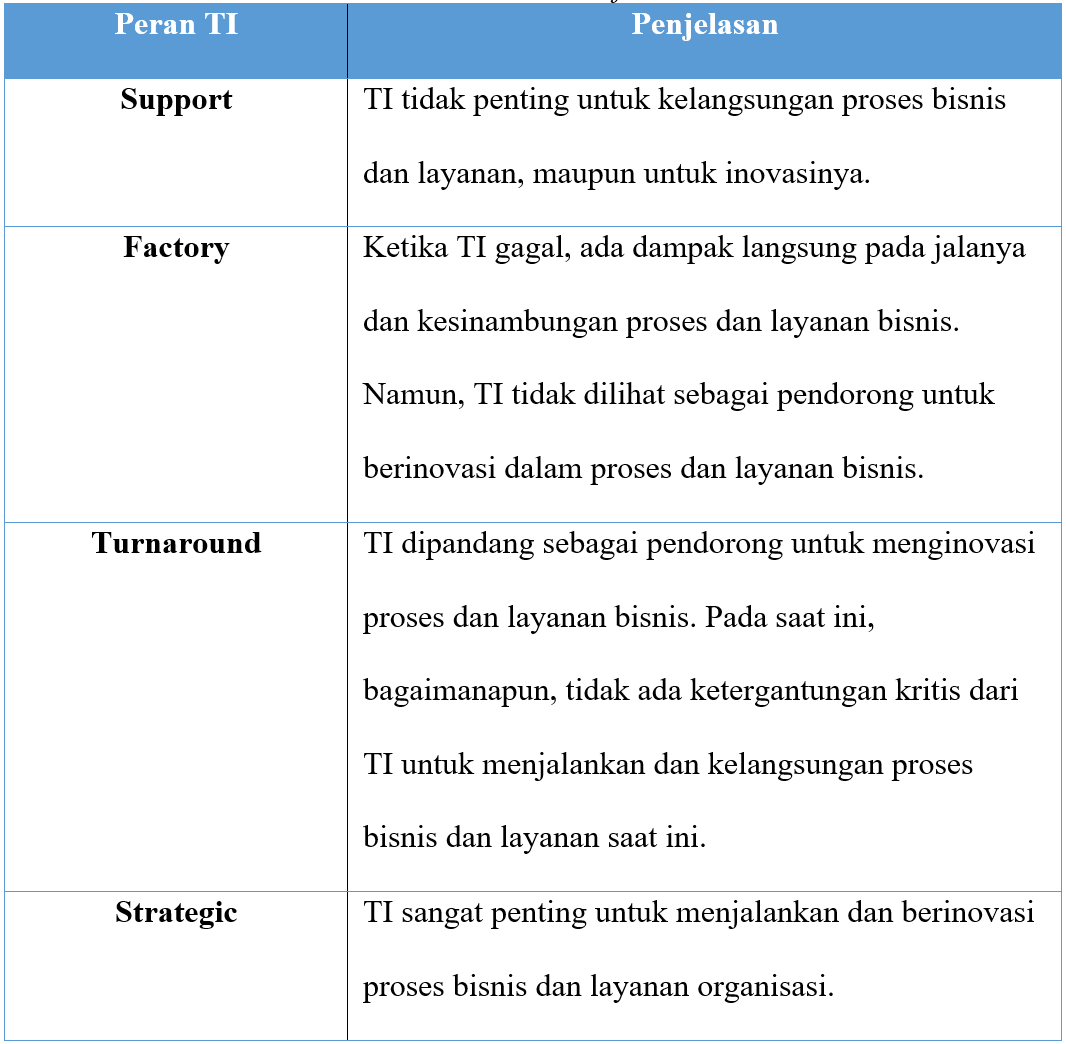 Peran TI
Penjelasan
Support
TI tidak penting untuk kelangsungan proses bisnis
dan layanan, maupun untuk inovasinya.
Factory
Ketika TI gagal, ada dampak langsung pada jalanya
dan kesinambungan proses dan layanan bisnis.
Namun, TI tidak dilihat sebagai pendorong untuk
berinovasi dalam proses dan layanan bisnis.
Turnaround
TI dipandang sebagai pendorong untuk menginovasi
proses dan layanan bisnis. Pada saat ini,
bagaimanapun, tidak ada ketergantungan kritis dari
TI untuk menjalankan dan kelangsungan proses
bisnis dan layanan saat ini.
Strategic
TI sangat penting untuk menjalankan dan berinovasi
proses bisnis dan layanan organisasi.